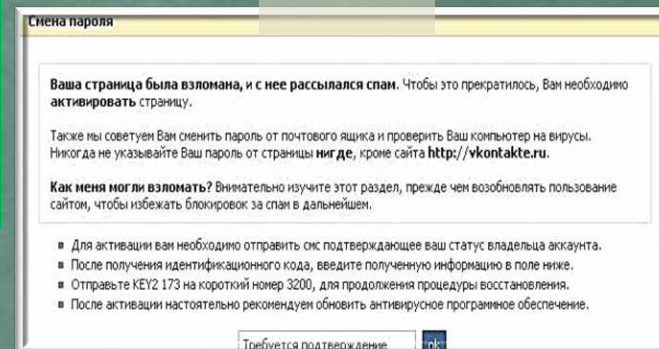 Смена пароля
Ваша страница была взломана, и с нее рассылался спам. Чтобы это прекратилось, Вам необходимо
активировать страницу.
Также мы советуем Вам сменить пароль от почтового ящика и проверить Ваш компьютер на вирусы.
Никогда не указывайте Ваш пароль от страницы нигде, кроме сайта http://vkontakte.ru.
Как меня могли взломать? Внимательно изучите этот раздел, прежде чем возобновлять пользование
сайтом, чтобы избежать блокировок за спам в дальнейшем.
Для активации вам необходимо отправить смс подтверждающее ваш статус владельца аккаунта.
После получения идентификационного кода, введите полученную информацию в поле ниже.
Отправьте KEY2 173 на короткий номер 3200, для продолжения процедуры восстановления.
После активации настоятельно рекомендуем обновить антивирусное программное обеспечение.
Требуется подтверждение ok